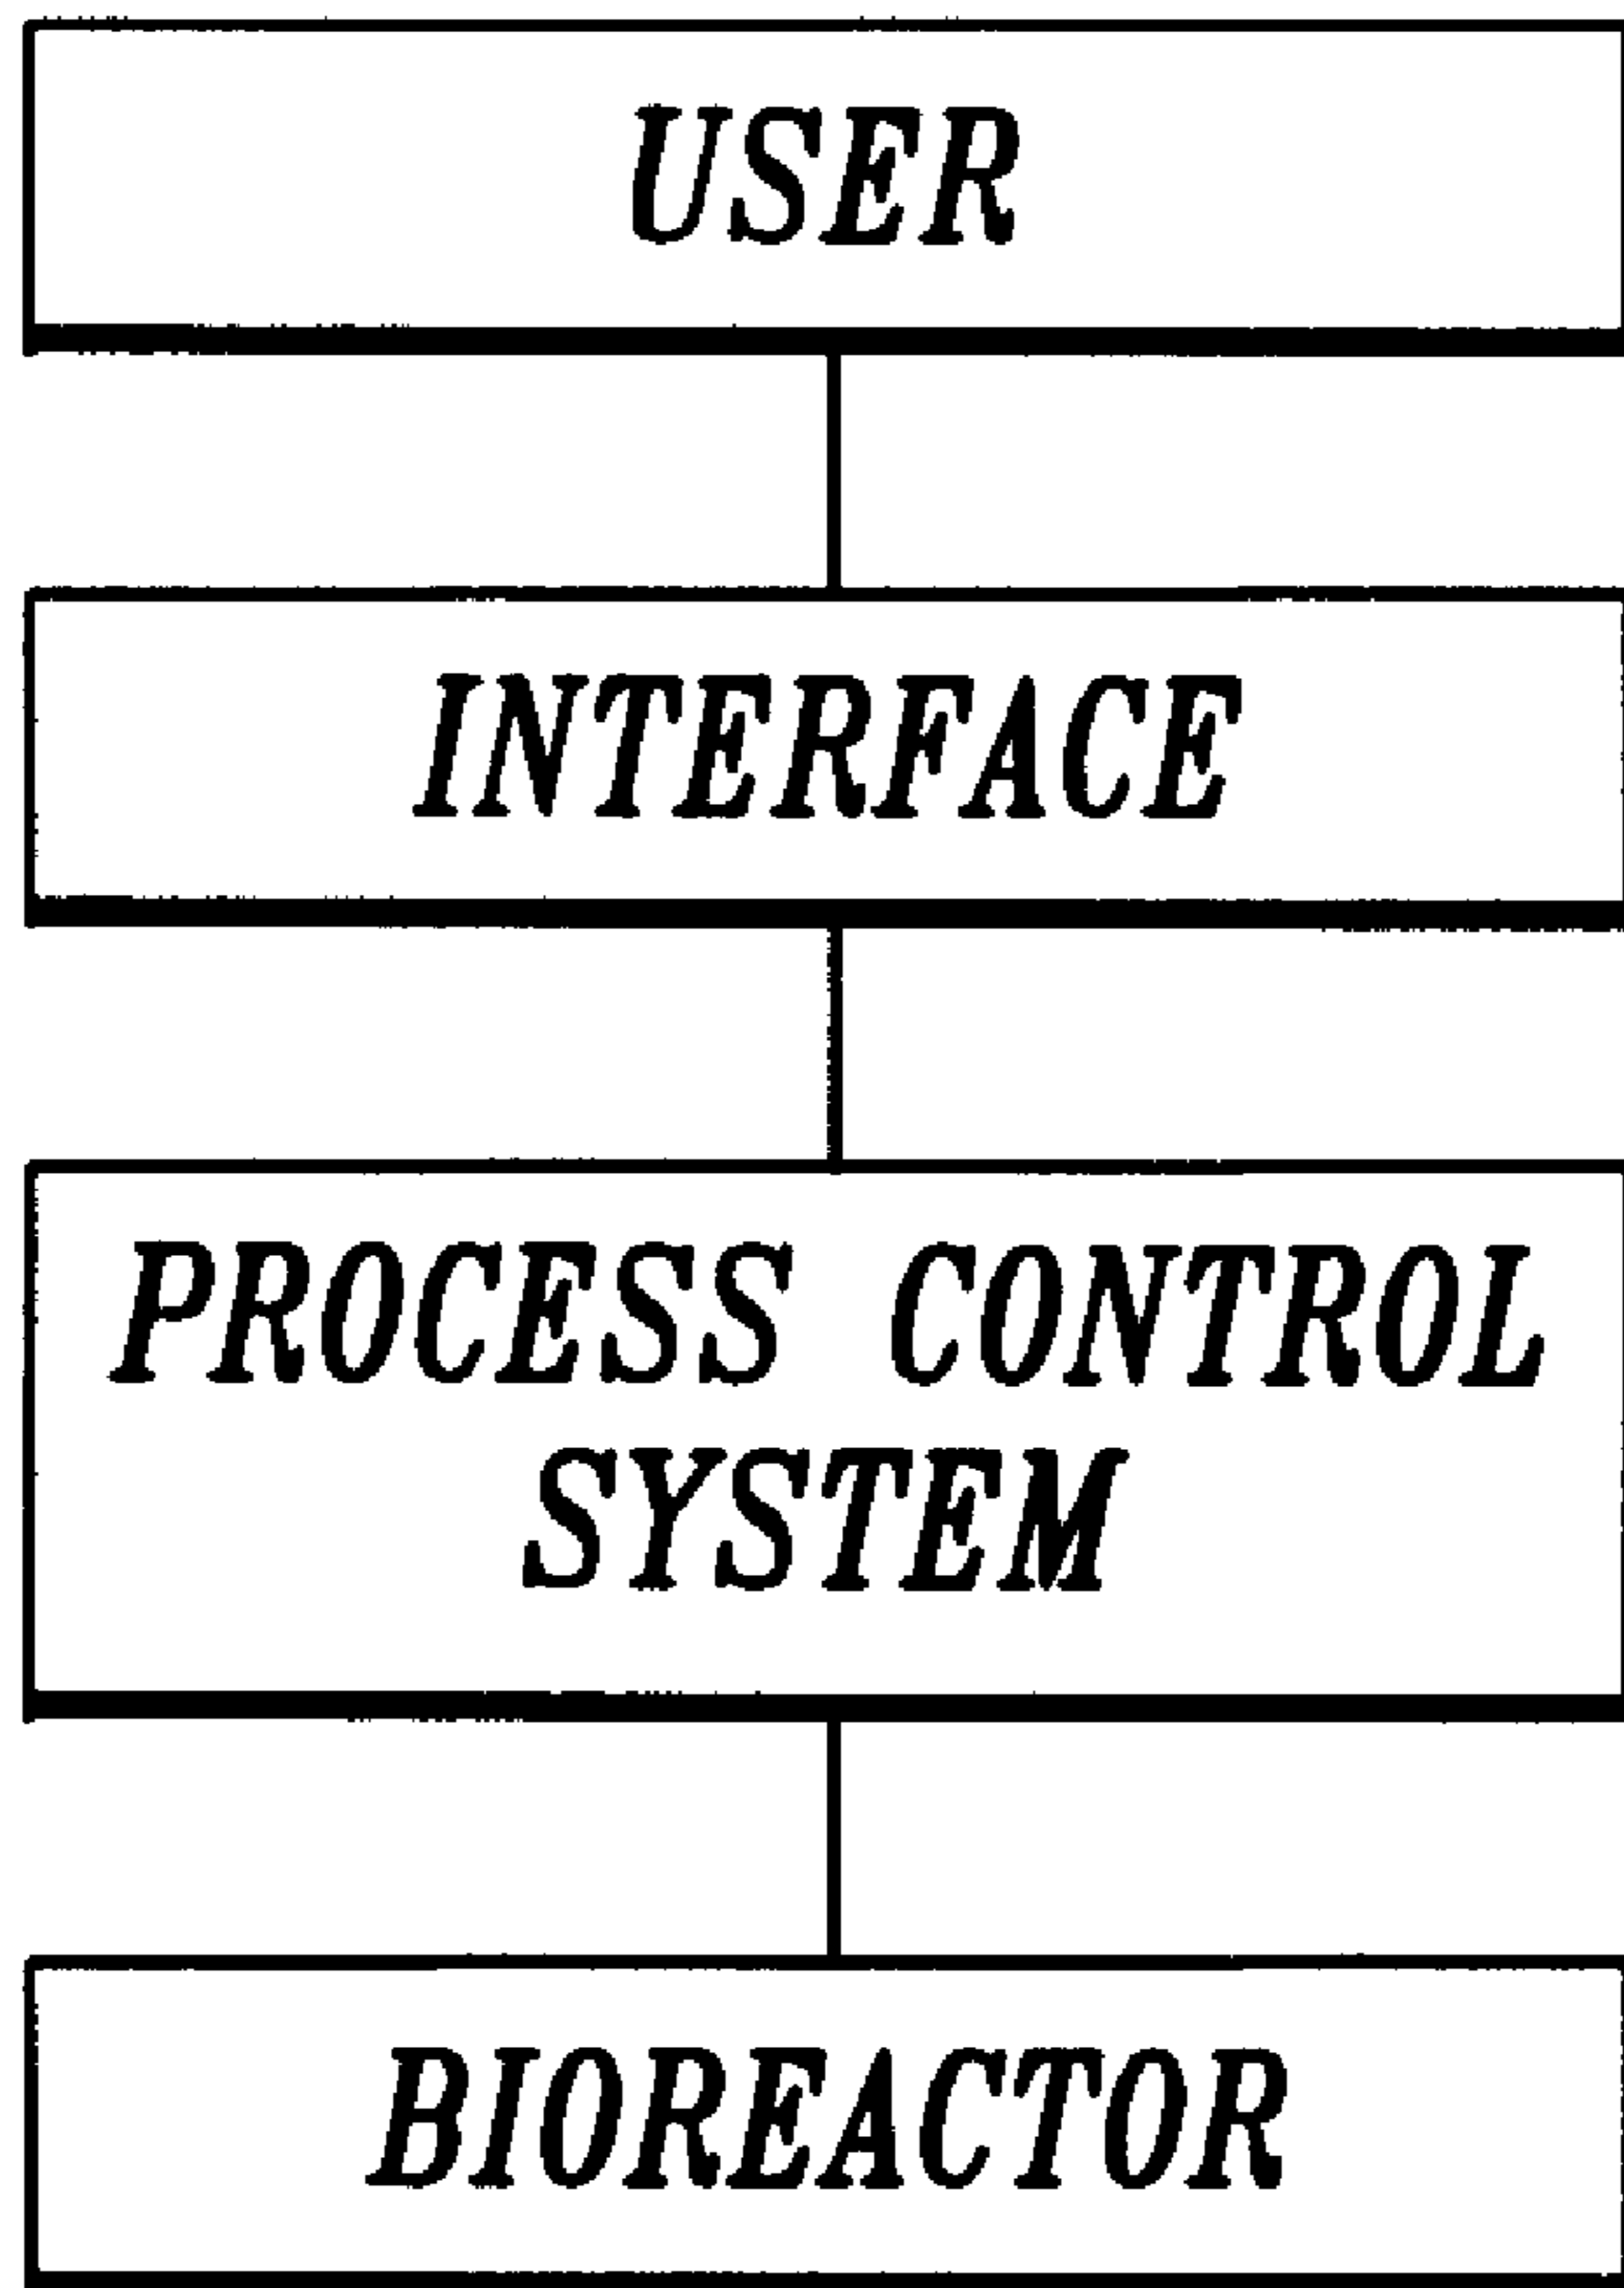 USER
INTERFACE
PROCESS CONTROL
SYSTEM
BIOREACTOR